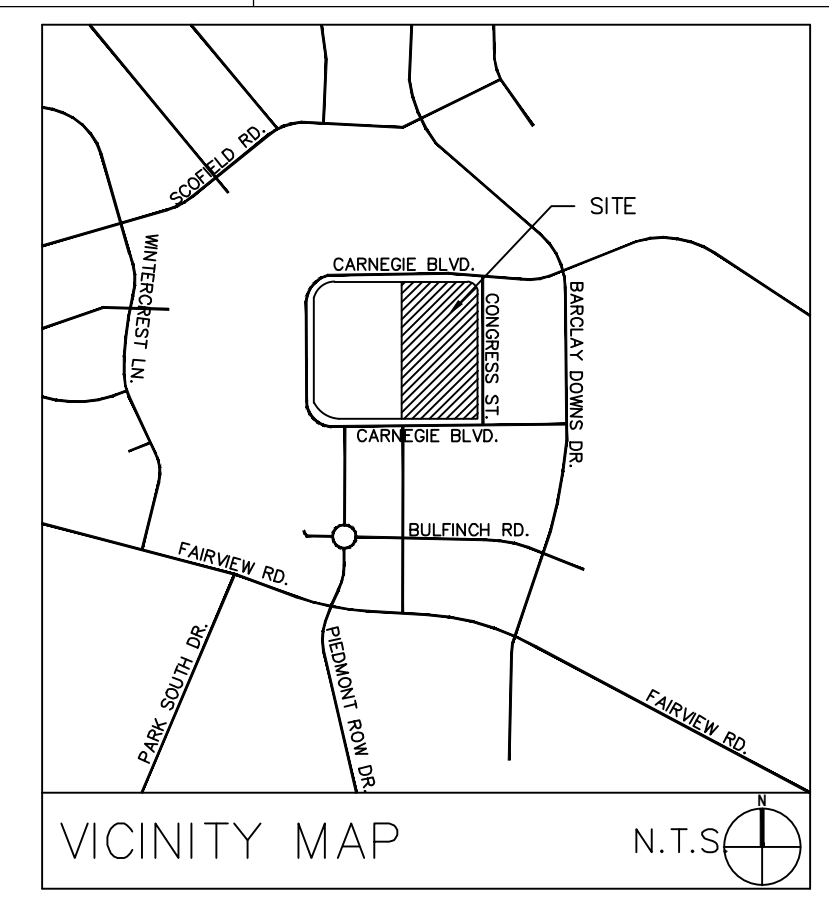 SCOFIELD RD.
SITE
WINTERCREST LN.
CARNEGIE BLVD.
CONGRESS ST.
BARCLAY DOWNS DR.
CARNEGIE BLVD.
BULFINCH RD.
FAIRVIEW RD.
PARK SOUTH DR.
PIEDMONT ROW DR.
FAIRVIEW RD.
VICINITY MAP
N.T.S.
N